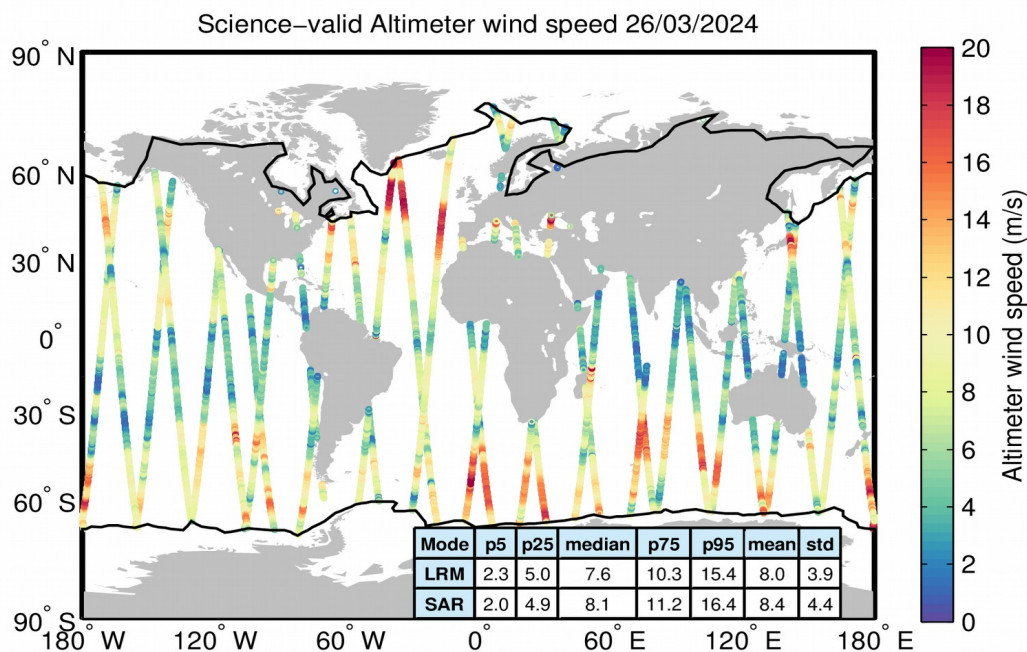 Science−valid Altimeter wind speed 26/03/2024
90° N
60° N
30° N
0°
30° S
60° S
90° S
180° W
120° W
60° W
0°
60° E
120° E
180° E
20
18
16
14
12
10
8
6
4
2
0
Altimeter wind speed (m/s)
Mode p5 p25 median p75 p95 mean std
LRM 2.3 5.0 7.6 10.3 15.4 8.0 3.9
SAR 2.0 4.9 8.1 11.2 16.4 8.4 4.4